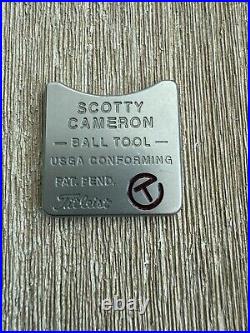 SCOTTY
CAMERON
— BALL TOOL —
USGA CONFORMING
PAT. PEND.
Titleist
T